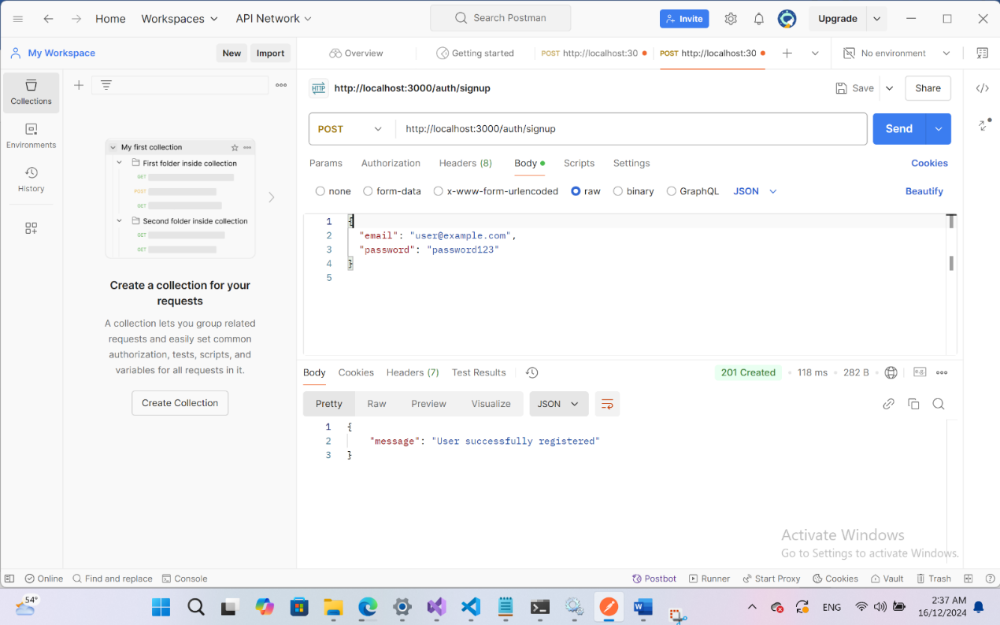 Home Workspaces API Network Search Postman Invite Upgrade
My Workspace New Import Overview Getting started POST http://localhost:30 POST http://localhost:30 No environment
Collections
Environments
History
My first collection
First folder inside collection
GET
POST
GET
Second folder inside collection
GET
GET
Create a collection for your
requests
A collection lets you group related
requests and easily set common
authorization, tests, scripts, and
variables for all requests in it.
Create Collection
HTTP http://localhost:3000/auth/signup Save Share
POST http://localhost:3000/auth/signup Send
Params Authorization Headers (8) Body Scripts Settings Cookies
none form-data x-www-form-urlencoded raw binary GraphQL JSON Beautify
1 {
2 "email": "user@example.com",
3 "password": "password123"
4 }
5
Body Cookies Headers (7) Test Results 201 Created 118 ms 282 B e.g.
Pretty Raw Preview Visualize JSON
1 {
2 "message": "User successfully registered"
3 }
Activate Windows
Go to Settings to activate Windows.
Online Find and replace Console Postbot Runner Start Proxy Cookies Vault Trash
54° ENG 2:37 AM
16/12/2024